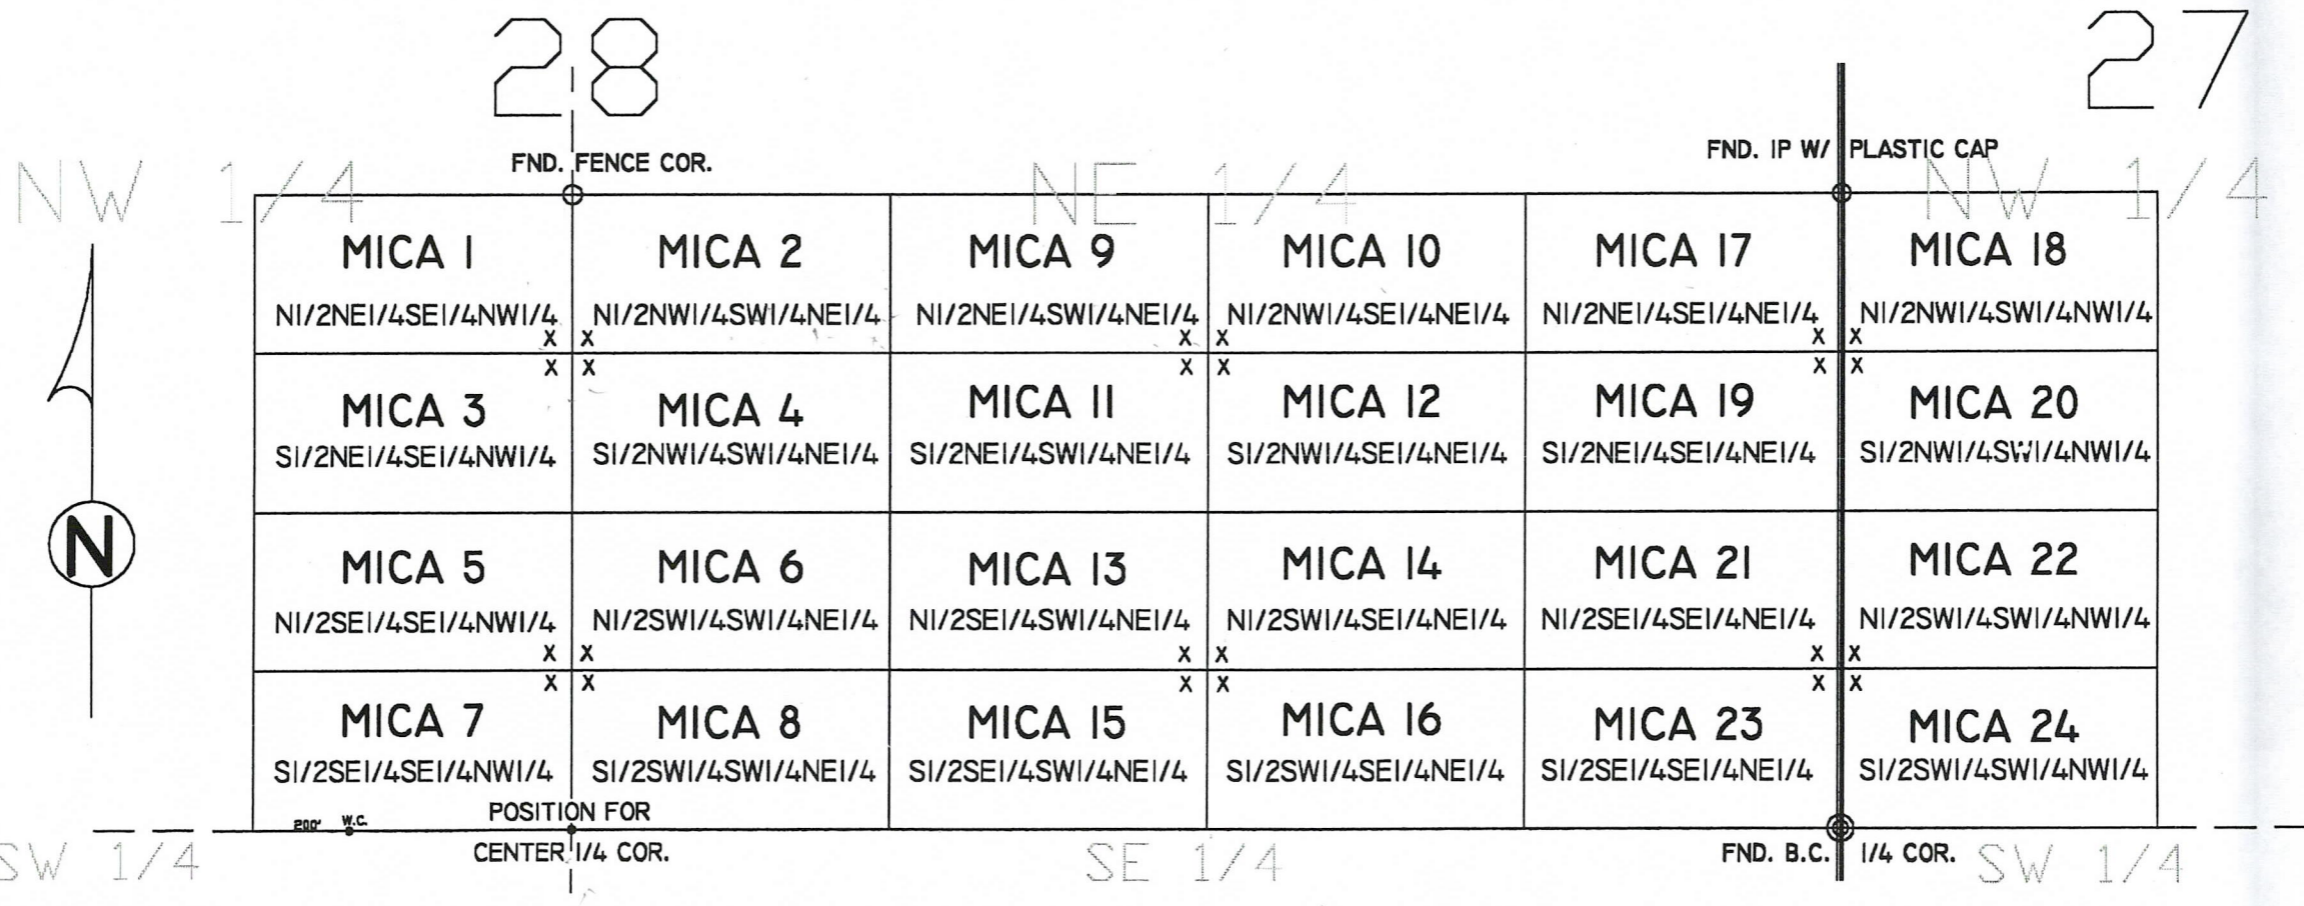 28
27
FND. FENCE COR.
FND. IP W/ PLASTIC CAP
NW 1/4
NE 1/4
NW 1/4
MICA 1
MICA 2
MICA 9
MICA 10
MICA 17
MICA 18
N1/2NE1/4SE1/4NW1/4
N1/2NW1/4SW1/4NE1/4
N1/2NE1/4SW1/4NE1/4
N1/2NW1/4SE1/4NE1/4
N1/2NE1/4SE1/4NE1/4
N1/2NW1/4SW1/4NW1/4
X X X X X X
X X X X X X
MICA 3
MICA 4
MICA 11
MICA 12
MICA 19
MICA 20
S1/2NE1/4SE1/4NW1/4
S1/2NW1/4SW1/4NE1/4
S1/2NE1/4SW1/4NE1/4
S1/2NW1/4SE1/4NE1/4
S1/2NE1/4SE1/4NE1/4
S1/2NW1/4SW1/4NW1/4
N
MICA 5
MICA 6
MICA 13
MICA 14
MICA 21
MICA 22
N1/2SE1/4SE1/4NW1/4
N1/2SW1/4SW1/4NE1/4
N1/2SE1/4SW1/4NE1/4
N1/2SW1/4SE1/4NE1/4
N1/2SE1/4SE1/4NE1/4
N1/2SW1/4SW1/4NW1/4
X X X X X X
X X X X X X
MICA 7
MICA 8
MICA 15
MICA 16
MICA 23
MICA 24
S1/2SE1/4SE1/4NW1/4
S1/2SW1/4SW1/4NE1/4
S1/2SE1/4SW1/4NE1/4
S1/2SW1/4SE1/4NE1/4
S1/2SE1/4SE1/4NE1/4
S1/2SW1/4SW1/4NW1/4
200' W.C.
POSITION FOR
CENTER 1/4 COR.
FND. B.C. 1/4 COR.
SW 1/4
SE 1/4
SW 1/4